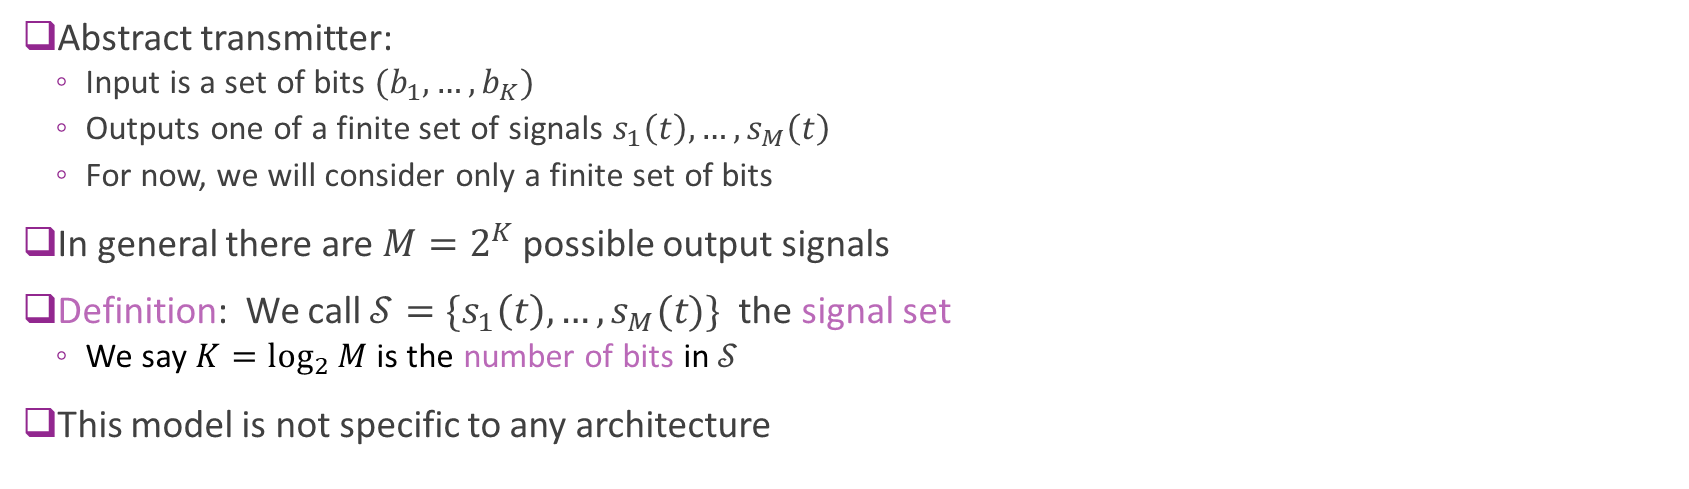 ❑Abstract transmitter:
◦ Input is a set of bits (𝑏₁, … , 𝑏_K)
◦ Outputs one of a finite set of signals 𝑠₁(𝑡), … , 𝑠_M(𝑡)
◦ For now, we will consider only a finite set of bits
❑In general there are 𝑀 = 2^K possible output signals
❑Definition: We call 𝒮 = {𝑠₁(𝑡), … , 𝑠_M(𝑡)} the signal set
◦ We say 𝐾 = log₂ 𝑀 is the number of bits in 𝒮
❑This model is not specific to any architecture